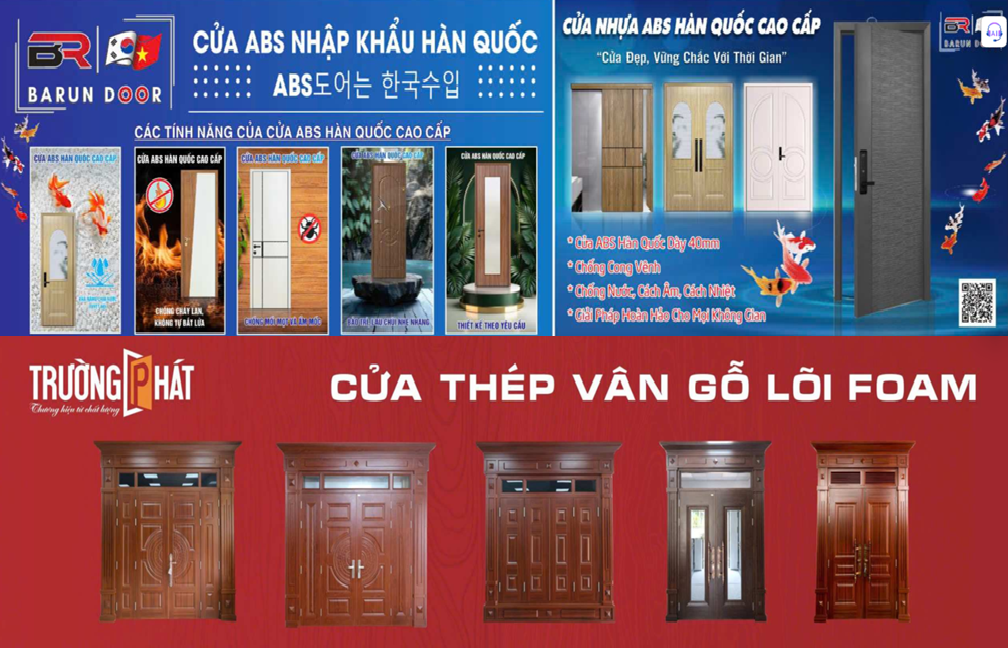 BR
BARUN DOOR
CỬA ABS NHẬP KHẨU HÀN QUỐC
ABS도어는 한국수입
CÁC TÍNH NĂNG CỦA CỬA ABS HÀN QUỐC CAO CẤP
CỬA ABS HÀN QUỐC CAO CẤP
CỬA ABS HÀN QUỐC CAO CẤP
CHỐNG CHÁY LAN,
KHÔNG TỰ BẮT LỬA
CỬA ABS HÀN QUỐC CAO CẤP
CHỐNG MỐI MỌT VÀ ẨM MỐC
CỬA ABS HÀN QUỐC CAO CẤP
CỬA ABS HÀN QUỐC CAO CẤP
THIẾT KẾ THEO YÊU CẦU
CỬA NHỰA ABS HÀN QUỐC CAO CẤP
“Cửa Đẹp, Vững Chắc Với Thời Gian”
BR
BARUN DOOR
* Cửa ABS Hàn Quốc Dày 40mm
* Chống Cong Vênh
* Chống Nước, Cách Âm, Cách Nhiệt
* Giải Pháp Hoàn Hảo Cho Mọi Không Gian
TRƯỜNG PHÁT
Thương hiệu từ chất lượng
CỬA THÉP VÂN GỖ LÕI FOAM